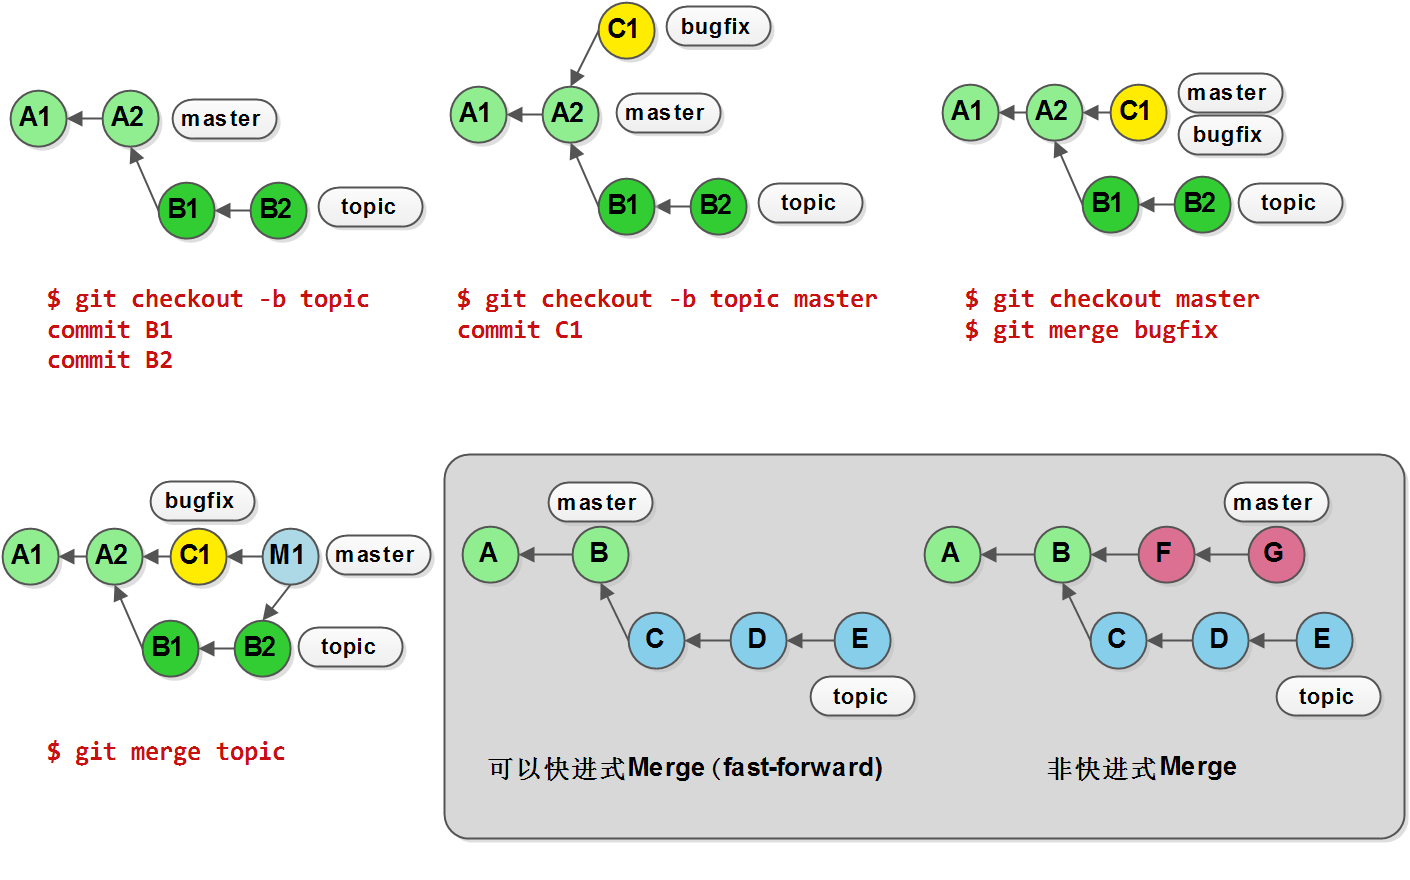 C1 bugfix
A1 A2 master
B1 B2 topic
$ git checkout -b topic
commit B1
commit B2
A1 A2 master
B1 B2 topic
$ git checkout -b topic master
commit C1
A1 A2 C1 master
bugfix
B1 B2 topic
$ git checkout master
$ git merge bugfix
bugfix
A1 A2 C1 M1 master
B1 B2 topic
$ git merge topic
master
A B
C D E
topic
可以快进式Merge (fast-forward)
master
A B F G
C D E
topic
非快进式Merge